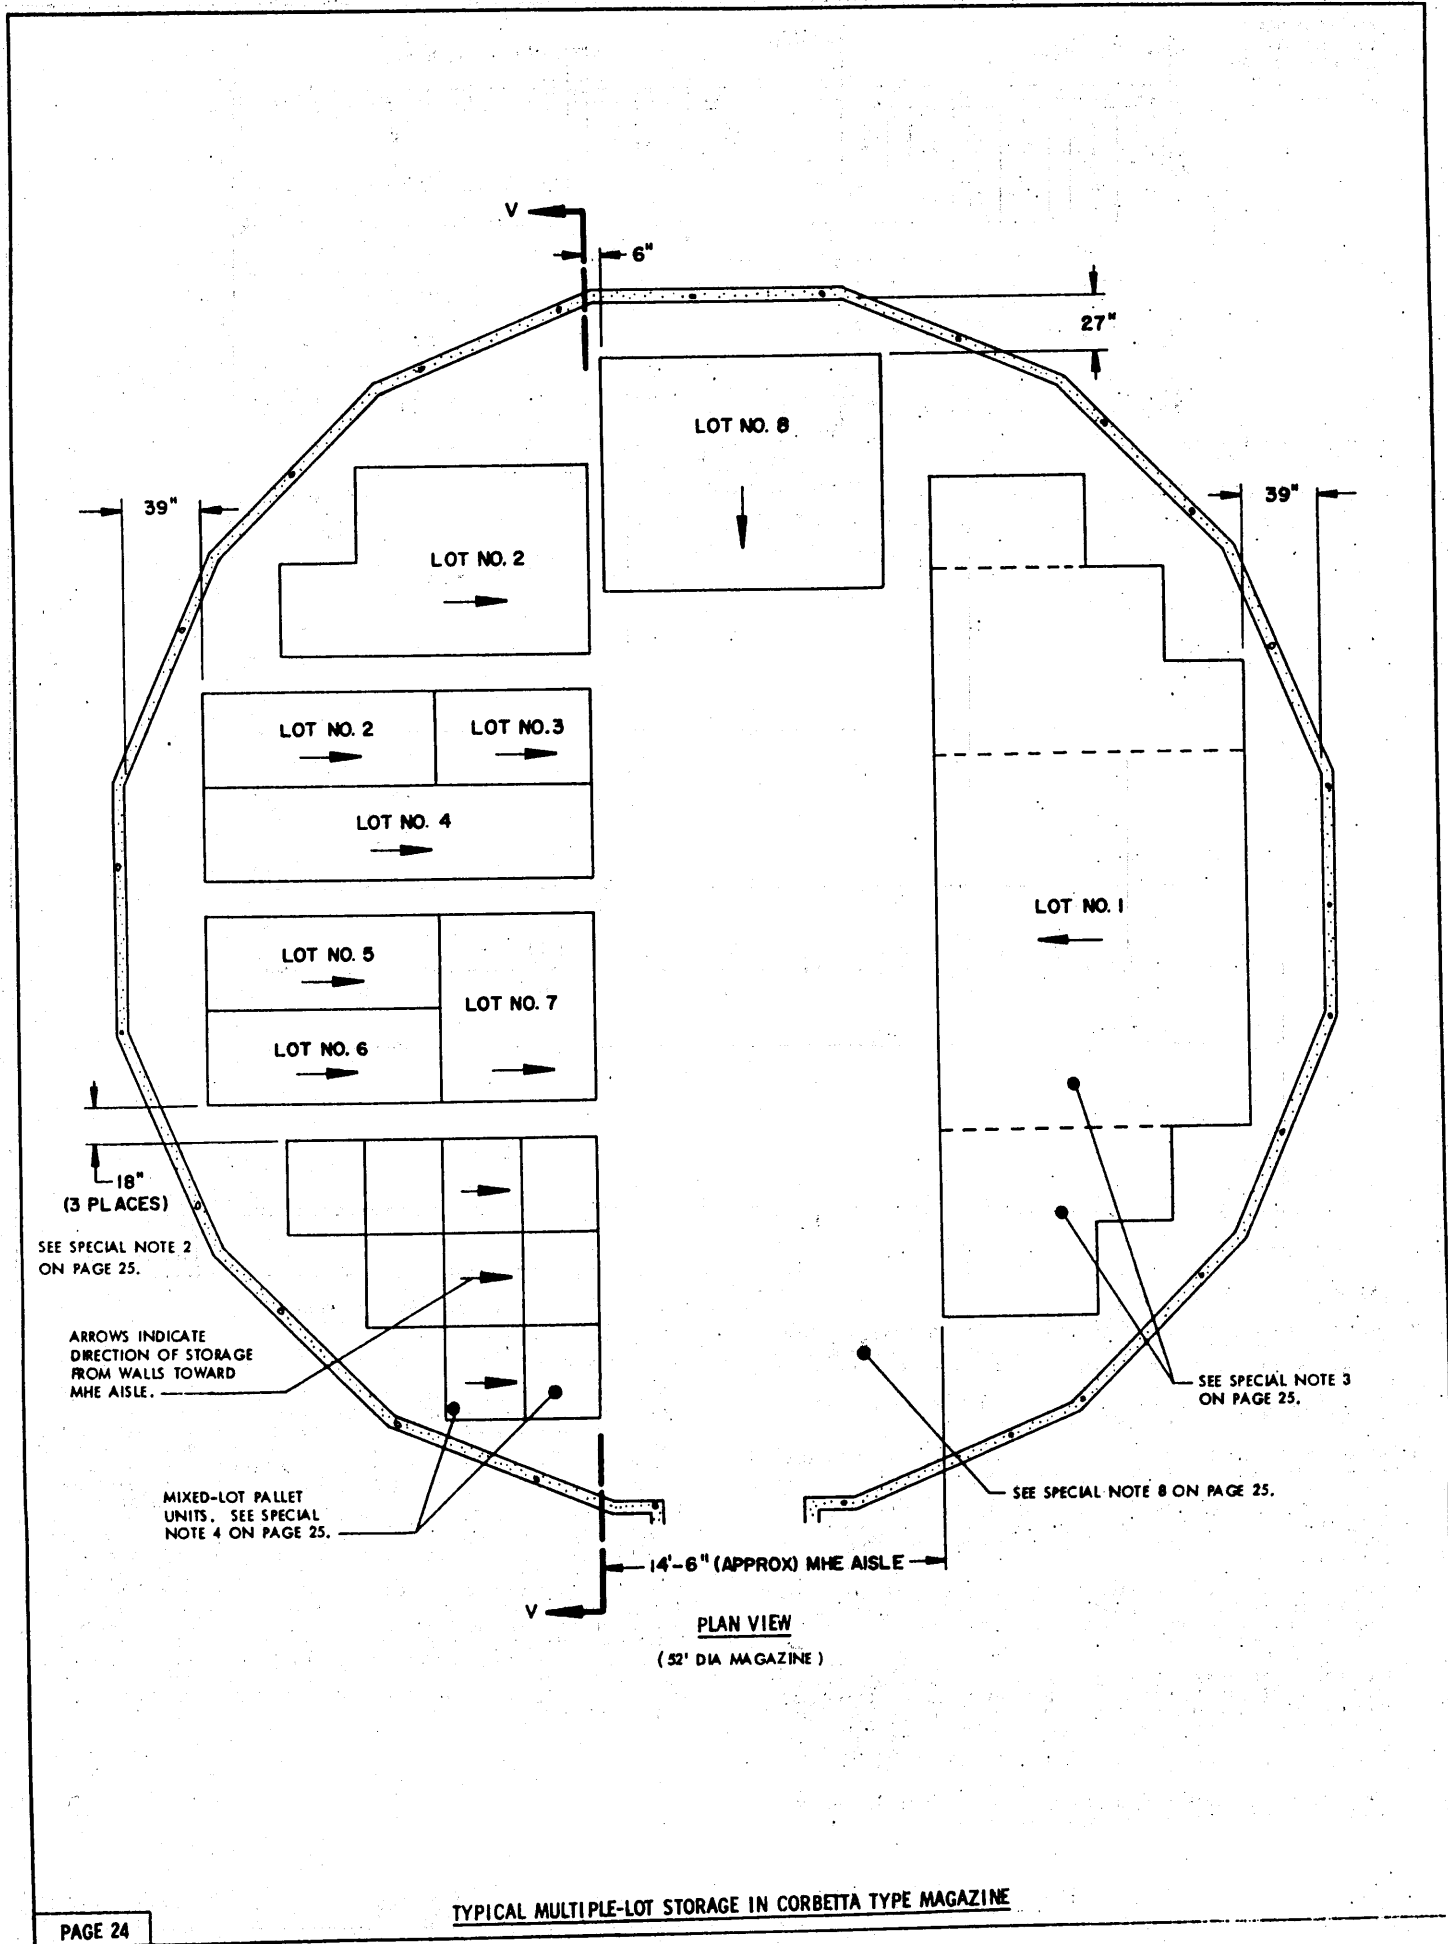 V
6"
27"
LOT NO. 8
39"
39"
LOT NO. 2
LOT NO. 2
LOT NO.3
LOT NO. 4
LOT NO. 1
LOT NO. 5
LOT NO. 7
LOT NO. 6
18"
(3 PLACES)
SEE SPECIAL NOTE 2
ON PAGE 25.
ARROWS INDICATE
DIRECTION OF STORAGE
FROM WALLS TOWARD
MHE AISLE.
SEE SPECIAL NOTE 3
ON PAGE 25.
MIXED-LOT PALLET
UNITS. SEE SPECIAL
NOTE 4 ON PAGE 25.
SEE SPECIAL NOTE 8 ON PAGE 25.
14'-6" (APPROX) MHE AISLE
V
PLAN VIEW
(52' DIA MAGAZINE)
TYPICAL MULTIPLE-LOT STORAGE IN CORBETTA TYPE MAGAZINE
PAGE 24